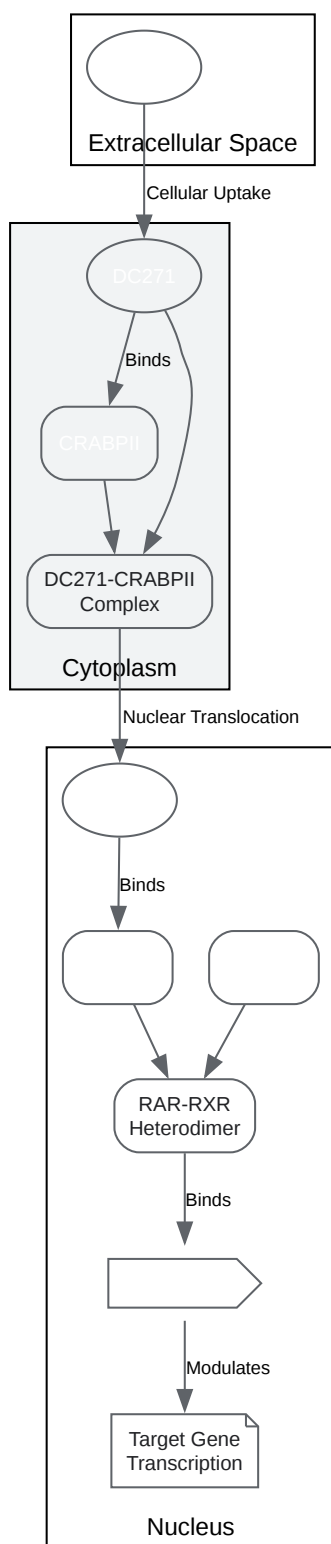 Extracellular Space
Cellular Uptake
DC271
Binds
CRABPII
DC271-CRABPII
Complex
Cytoplasm
Nuclear Translocation
Binds
RAR-RXR
Heterodimer
Binds
Modulates
Target Gene
Transcription
Nucleus